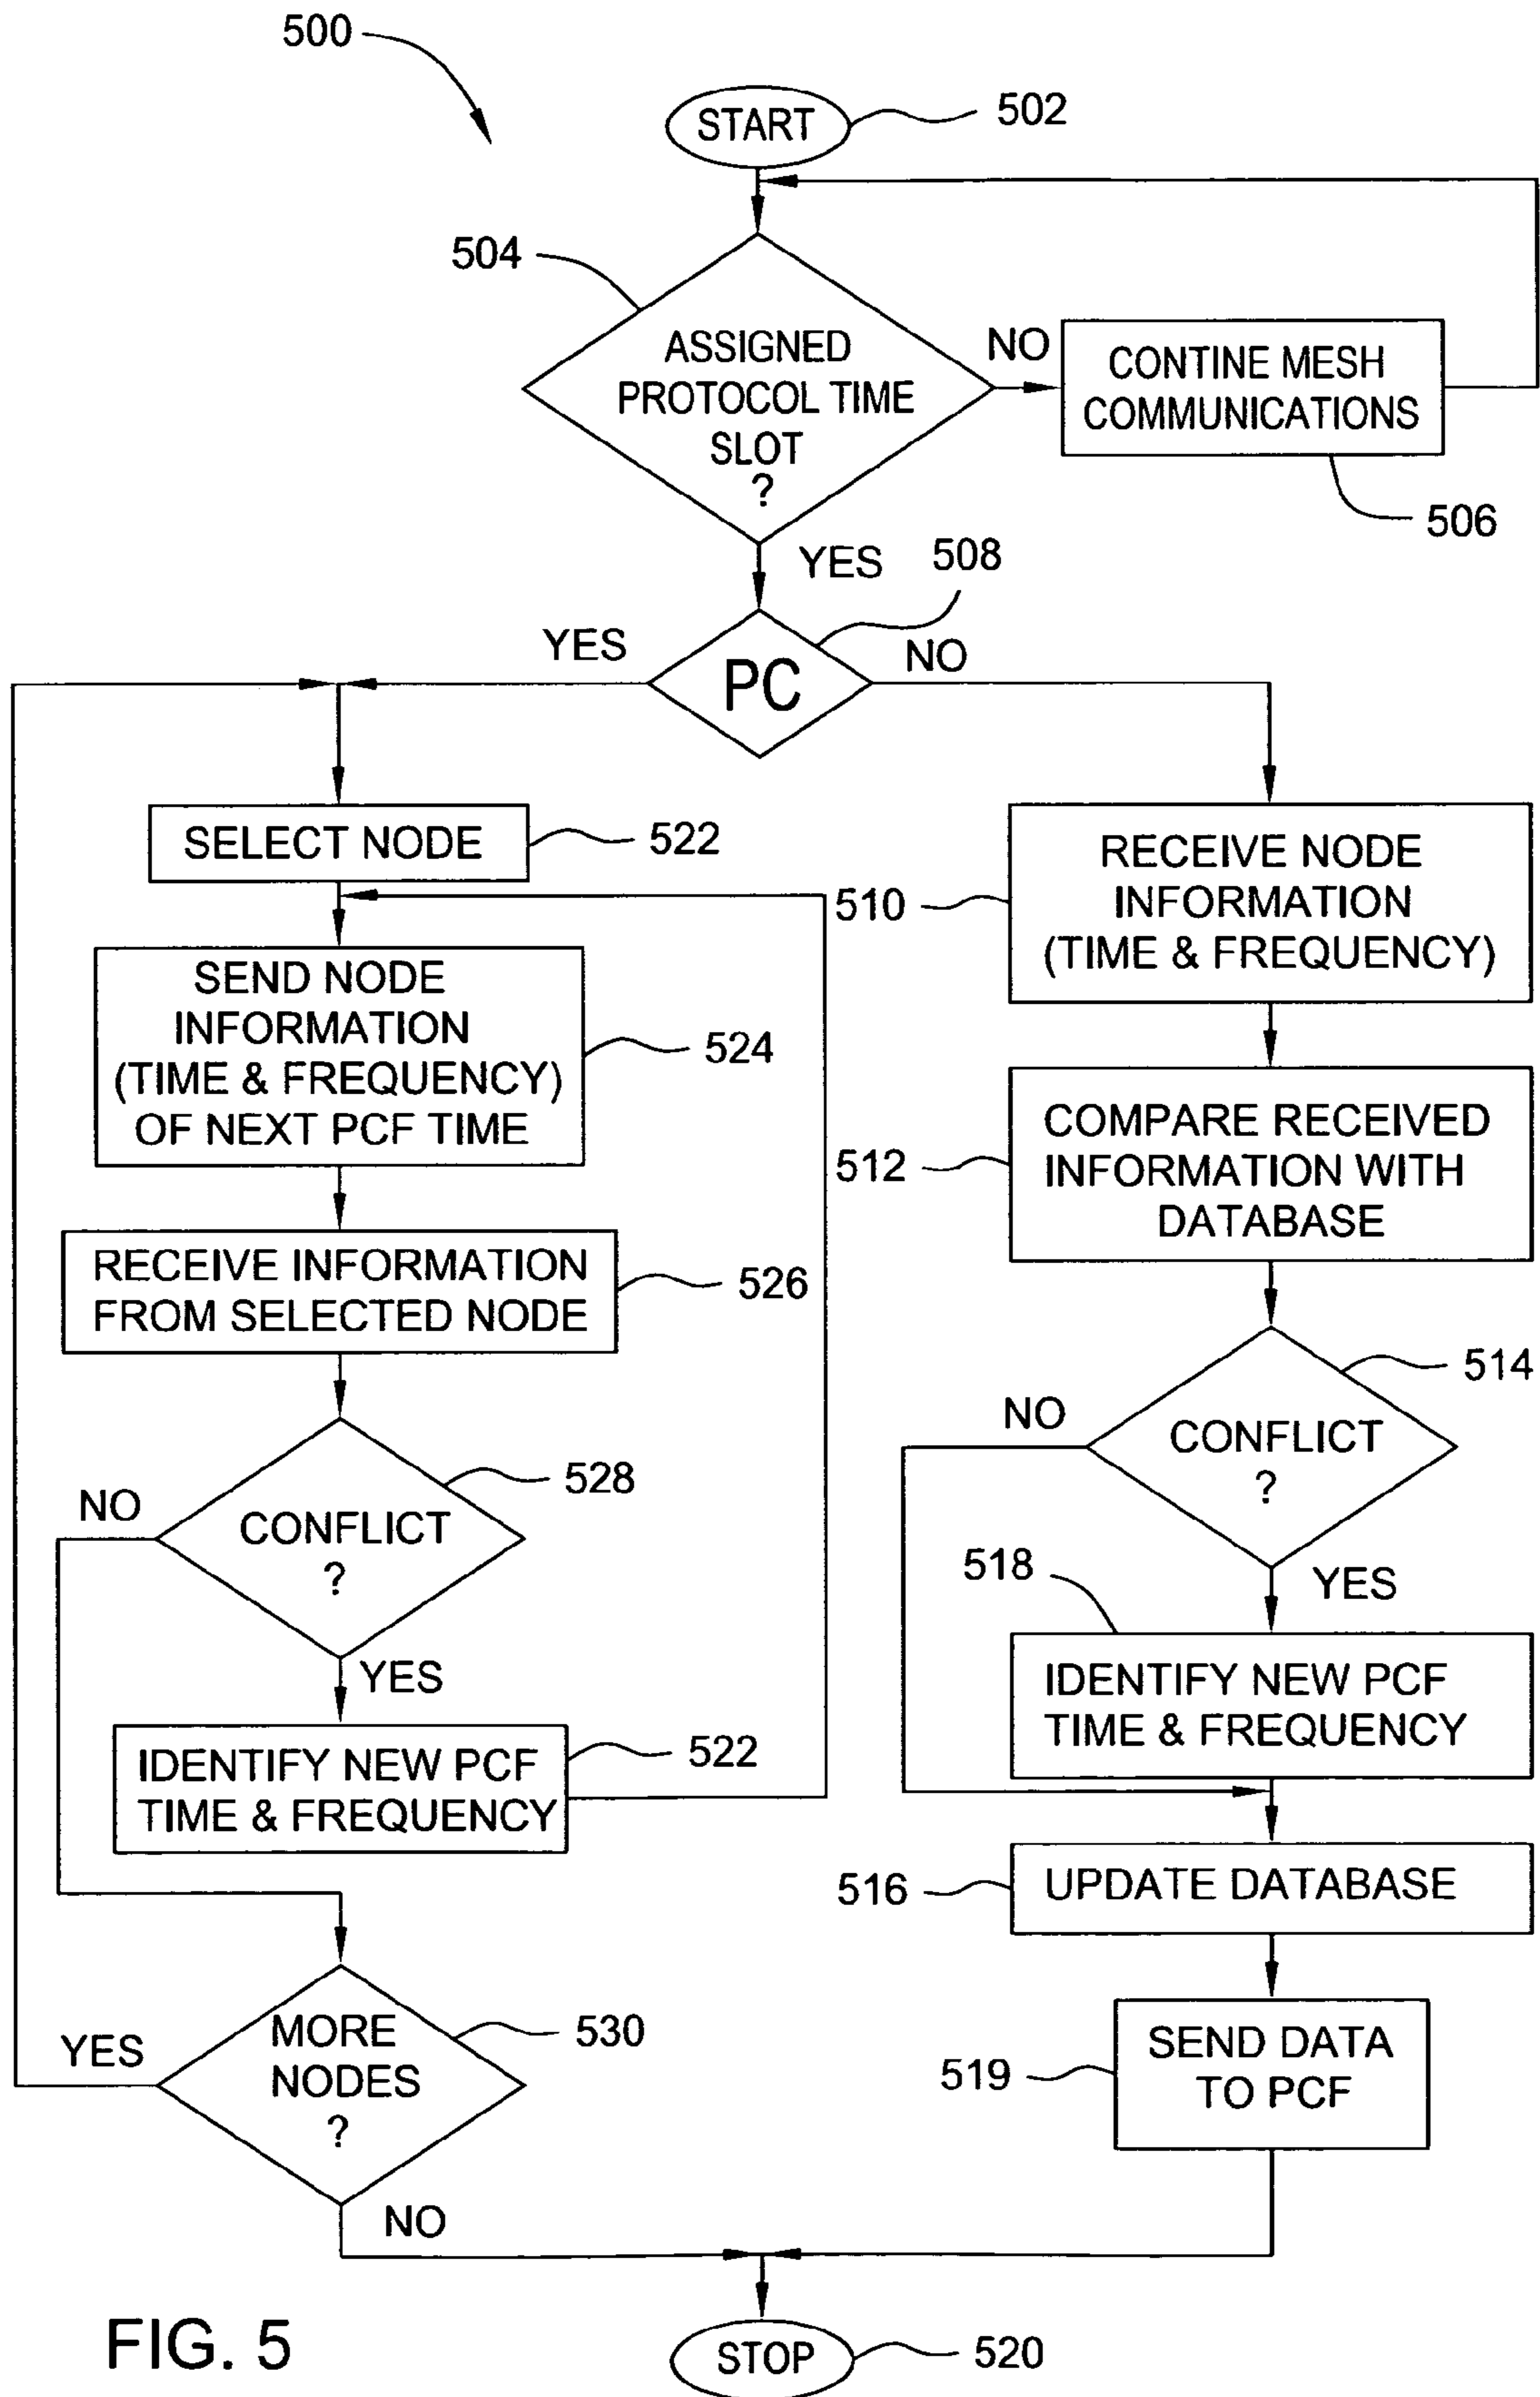 500
START
502
504
ASSIGNED
PROTOCOL TIME
SLOT
?
NO
CONTINE MESH
COMMUNICATIONS
506
YES
508
YES
PC
NO
SELECT NODE
522
SEND NODE
INFORMATION
(TIME & FREQUENCY)
OF NEXT PCF TIME
524
RECEIVE INFORMATION
FROM SELECTED NODE
526
CONFLICT
?
528
NO
YES
IDENTIFY NEW PCF
TIME & FREQUENCY
522
MORE
NODES
?
530
YES
NO
RECEIVE NODE
INFORMATION
(TIME & FREQUENCY)
510
COMPARE RECEIVED
INFORMATION WITH
DATABASE
512
CONFLICT
?
514
NO
YES
518
IDENTIFY NEW PCF
TIME & FREQUENCY
516
UPDATE DATABASE
519
SEND DATA
TO PCF
STOP
520
FIG. 5